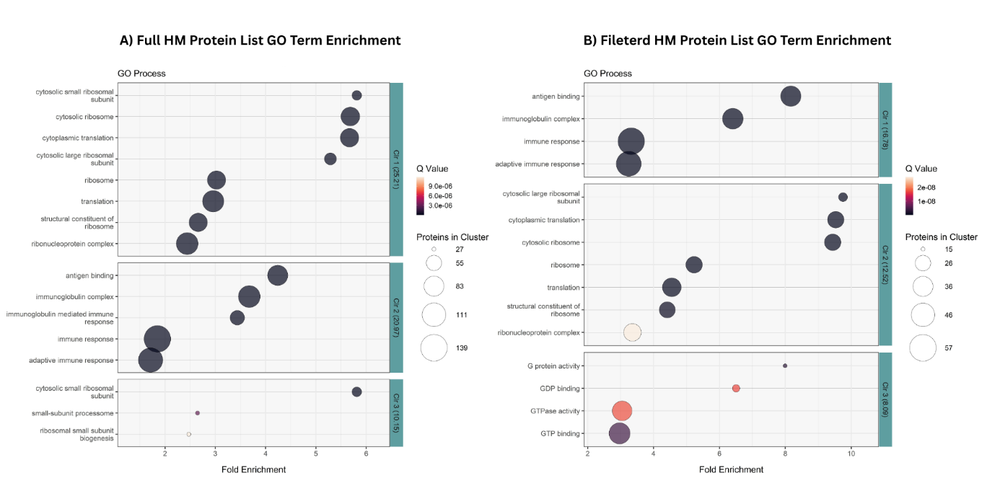 A) Full HM Protein List GO Term Enrichment
GO Process
cytosolic small ribosomal
subunit
cytosolic ribosome
cytoplasmic translation
cytosolic large ribosomal
subunit
ribosome
translation
structural constituent of
ribosome
ribonucleoprotein complex
Clr 1 (25.21)
antigen binding
immunoglobulin complex
immunoglobulin mediated immune
response
immune response
adaptive immune response
Clr 2 (20.97)
cytosolic small ribosomal
subunit
small-subunit processome
ribosomal small subunit
biogenesis
Clr 3 (10.15)
2 3 4 5 6
Fold Enrichment
Q Value
9.0e-06
6.0e-06
3.0e-06
Proteins in Cluster
27
55
83
111
139
B) Fileterd HM Protein List GO Term Enrichment
GO Process
antigen binding
immunoglobulin complex
immune response
adaptive immune response
Clr 1 (16.78)
cytosolic large ribosomal
subunit
cytoplasmic translation
cytosolic ribosome
ribosome
translation
structural constituent of
ribosome
ribonucleoprotein complex
Clr 2 (12.52)
G protein activity
GDP binding
GTPase activity
GTP binding
Clr 3 (8.09)
2 4 6 8 10
Fold Enrichment
Q Value
2e-08
1e-08
Proteins in Cluster
15
26
36
46
57